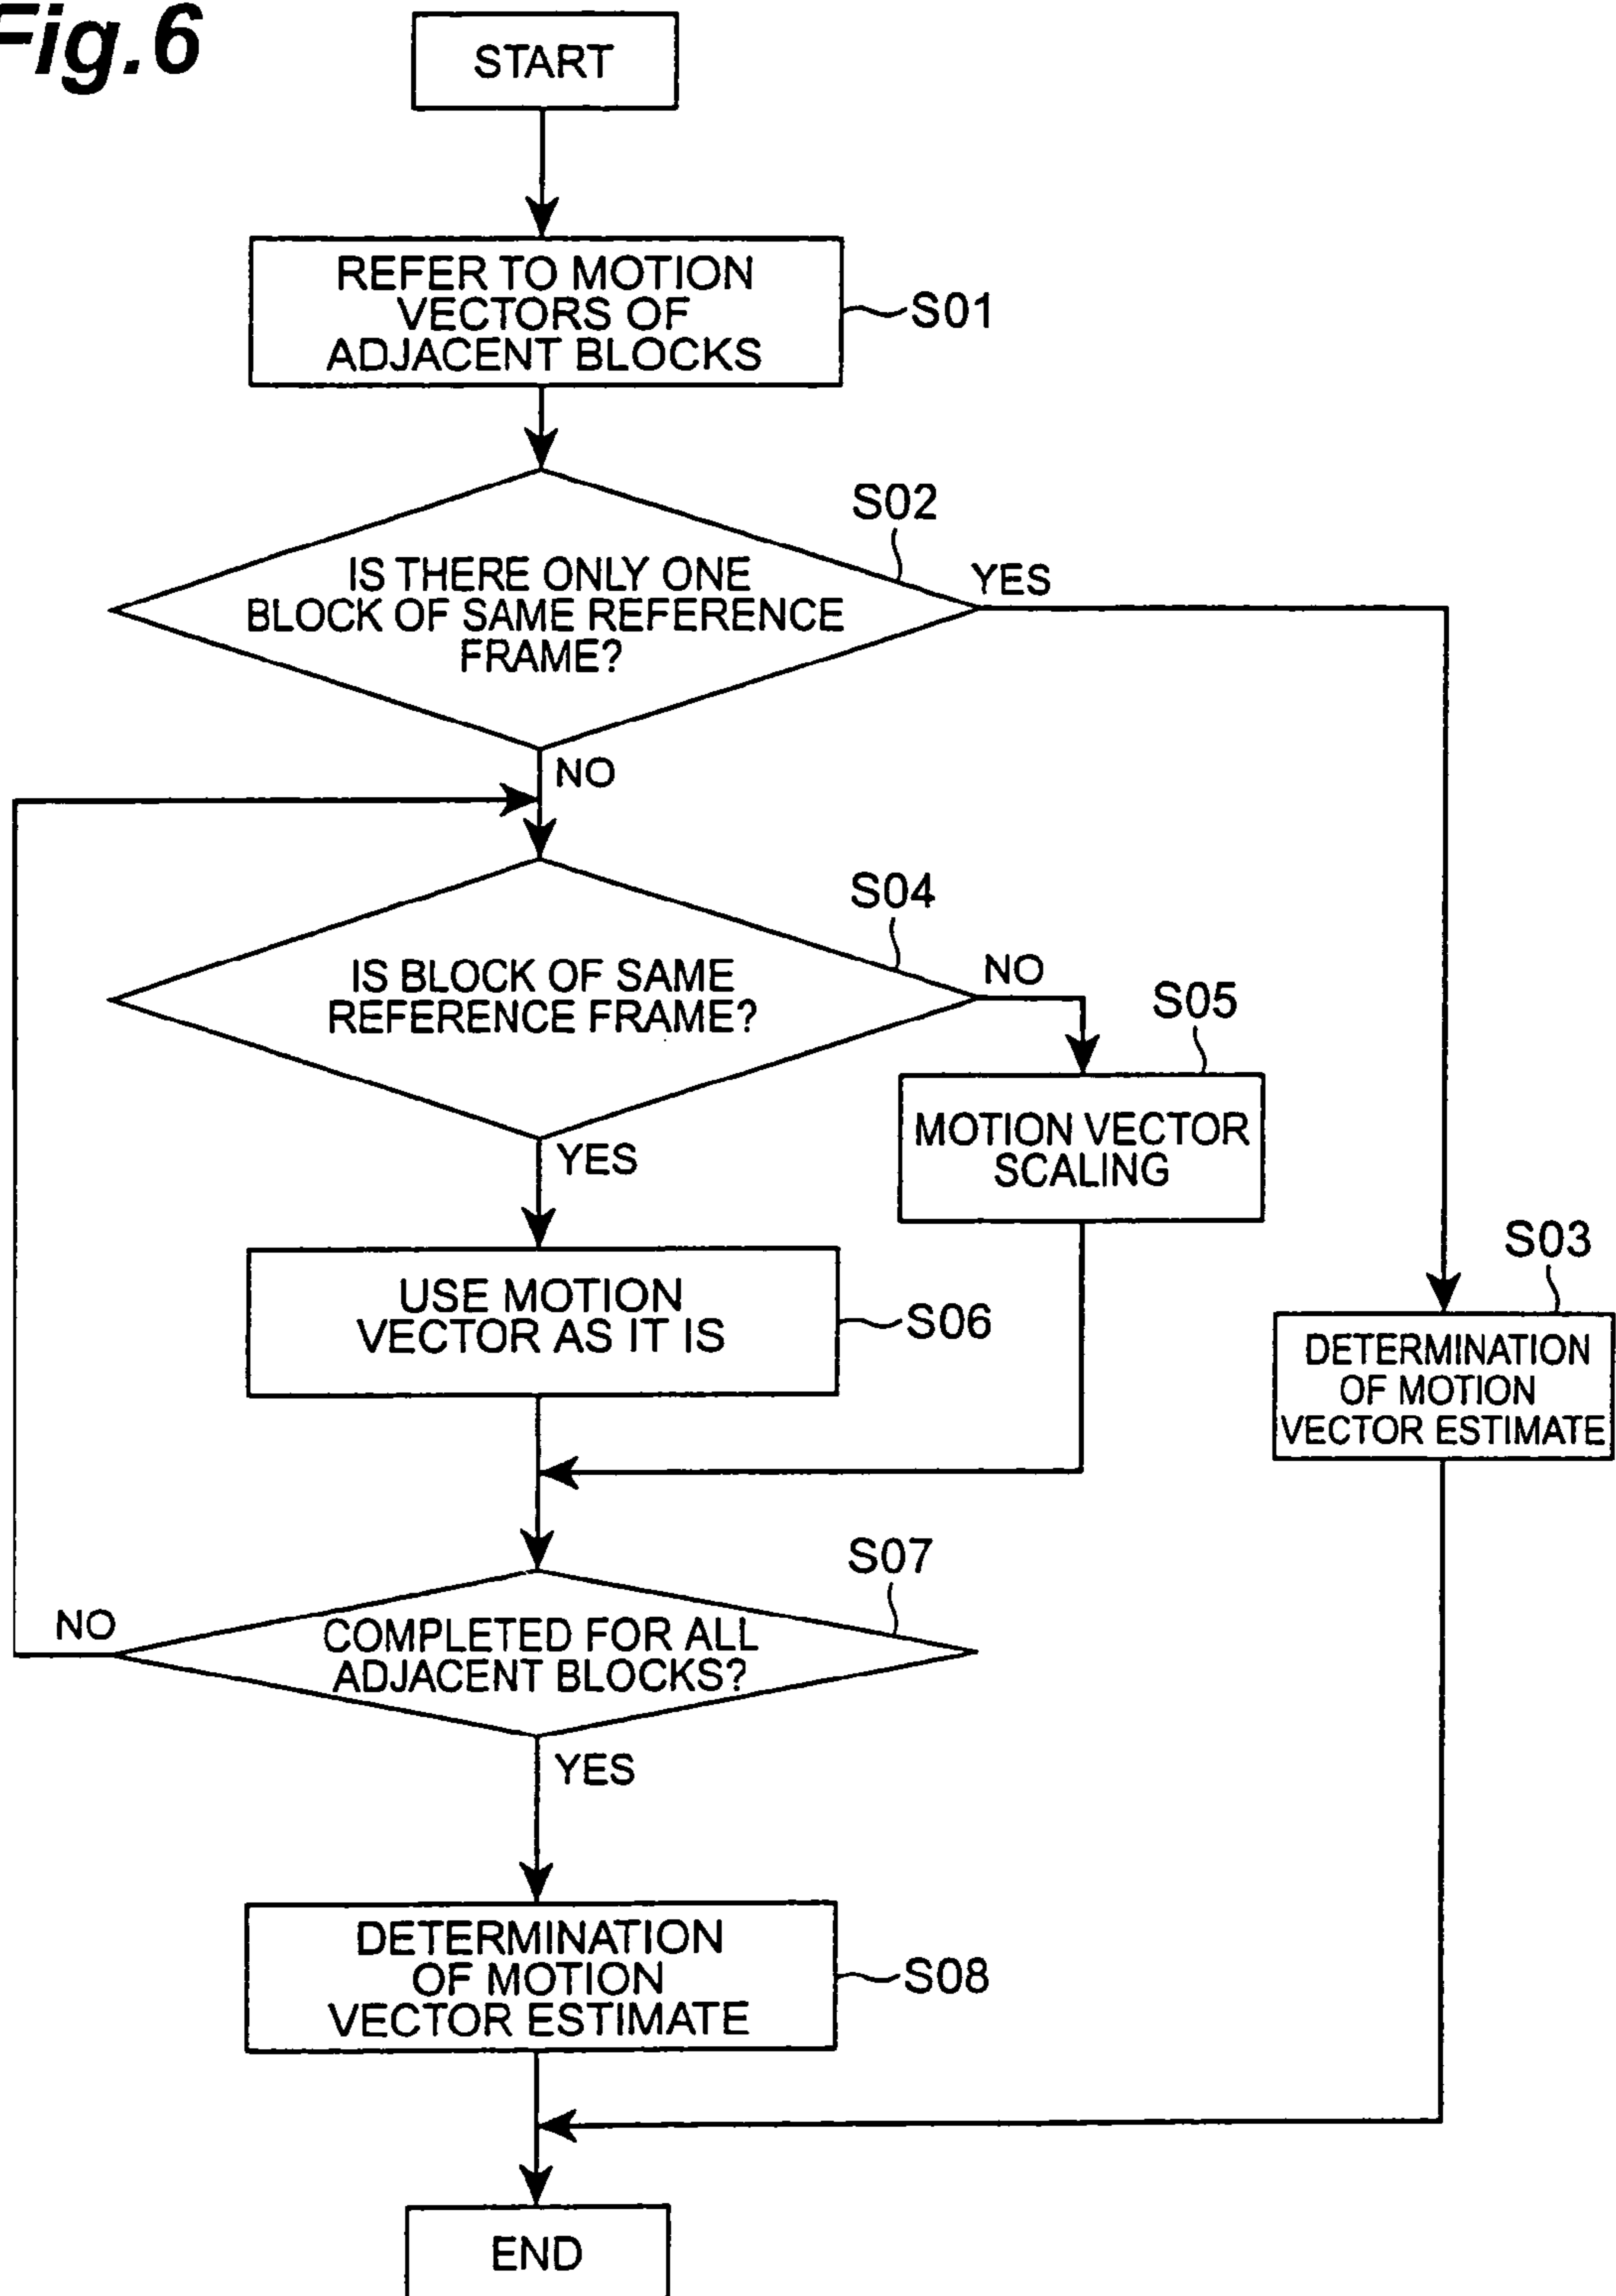 Fig.6
START
REFER TO MOTION
VECTORS OF
ADJACENT BLOCKS
S01
S02
IS THERE ONLY ONE
BLOCK OF SAME REFERENCE
FRAME?
YES
NO
S04
IS BLOCK OF SAME
REFERENCE FRAME?
NO
S05
MOTION VECTOR
SCALING
YES
S03
DETERMINATION
OF MOTION
VECTOR ESTIMATE
USE MOTION
VECTOR AS IT IS
S06
S07
NO
COMPLETED FOR ALL
ADJACENT BLOCKS?
YES
DETERMINATION
OF MOTION
VECTOR ESTIMATE
S08
END